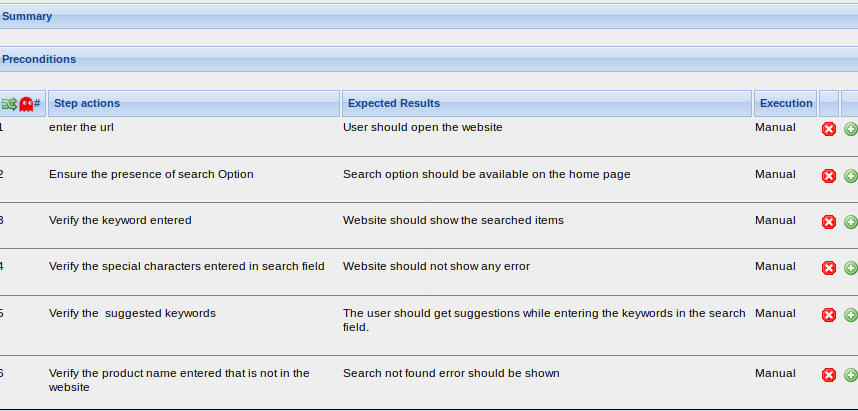 Summary
Preconditions
# Step actions Expected Results Execution
1 enter the url User should open the website Manual
2 Ensure the presence of search Option Search option should be available on the home page Manual
3 Verify the keyword entered Website should show the searched items Manual
4 Verify the special characters entered in search field Website should not show any error Manual
5 Verify the  suggested keywords The user should get suggestions while entering the keywords in the search Manual
field.
6 Verify the product name entered that is not in the Search not found error should be shown Manual
website